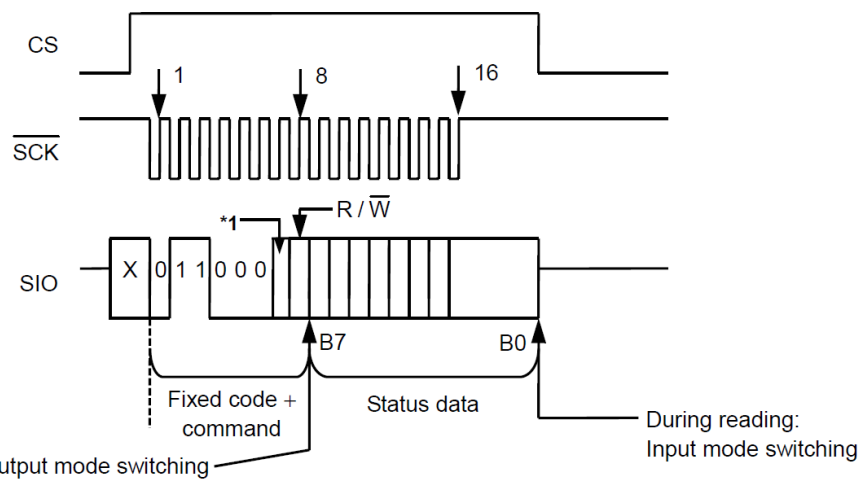 CS
1
8
16
SCK
*1
R / W
SIO
X 0 1 1 0 0 0
B7
B0
Fixed code +
command
Status data
During reading:
Input mode switching
utput mode switching